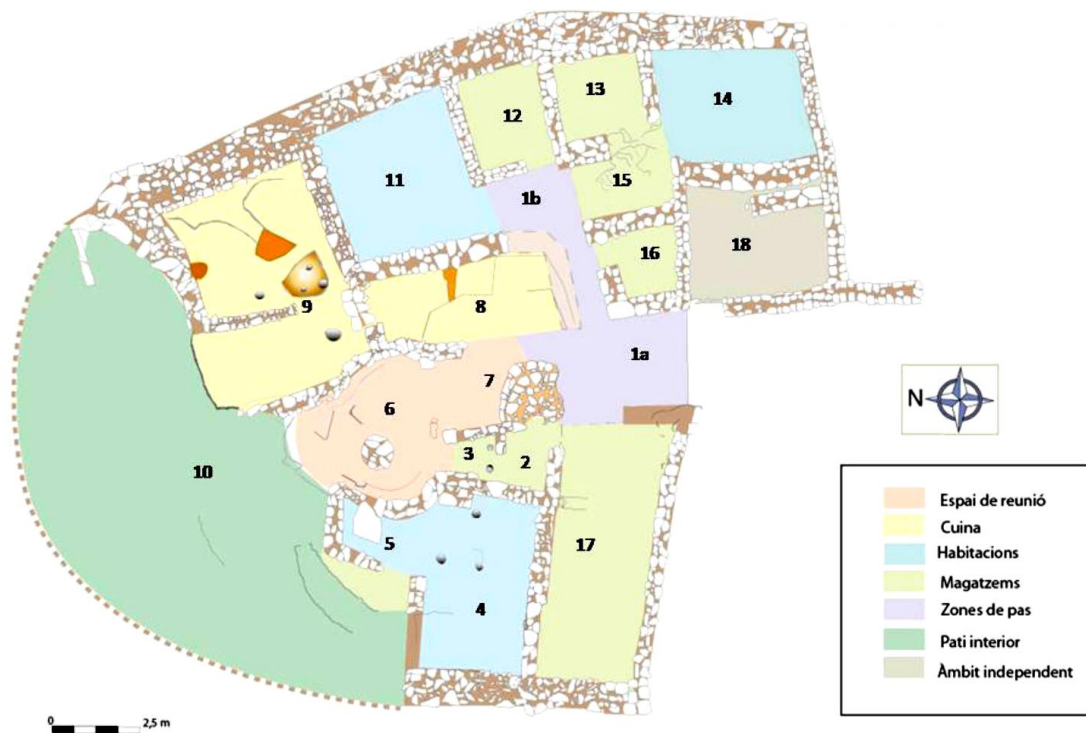 13
14
12
11
15
1b
18
16
9
8
1a
7
6
N
3
2
10
5
17
4
Espai de reunió
Cuina
Habitacions
Magatzems
Zones de pas
Pati interior
Àmbit independent
0 2,5 m